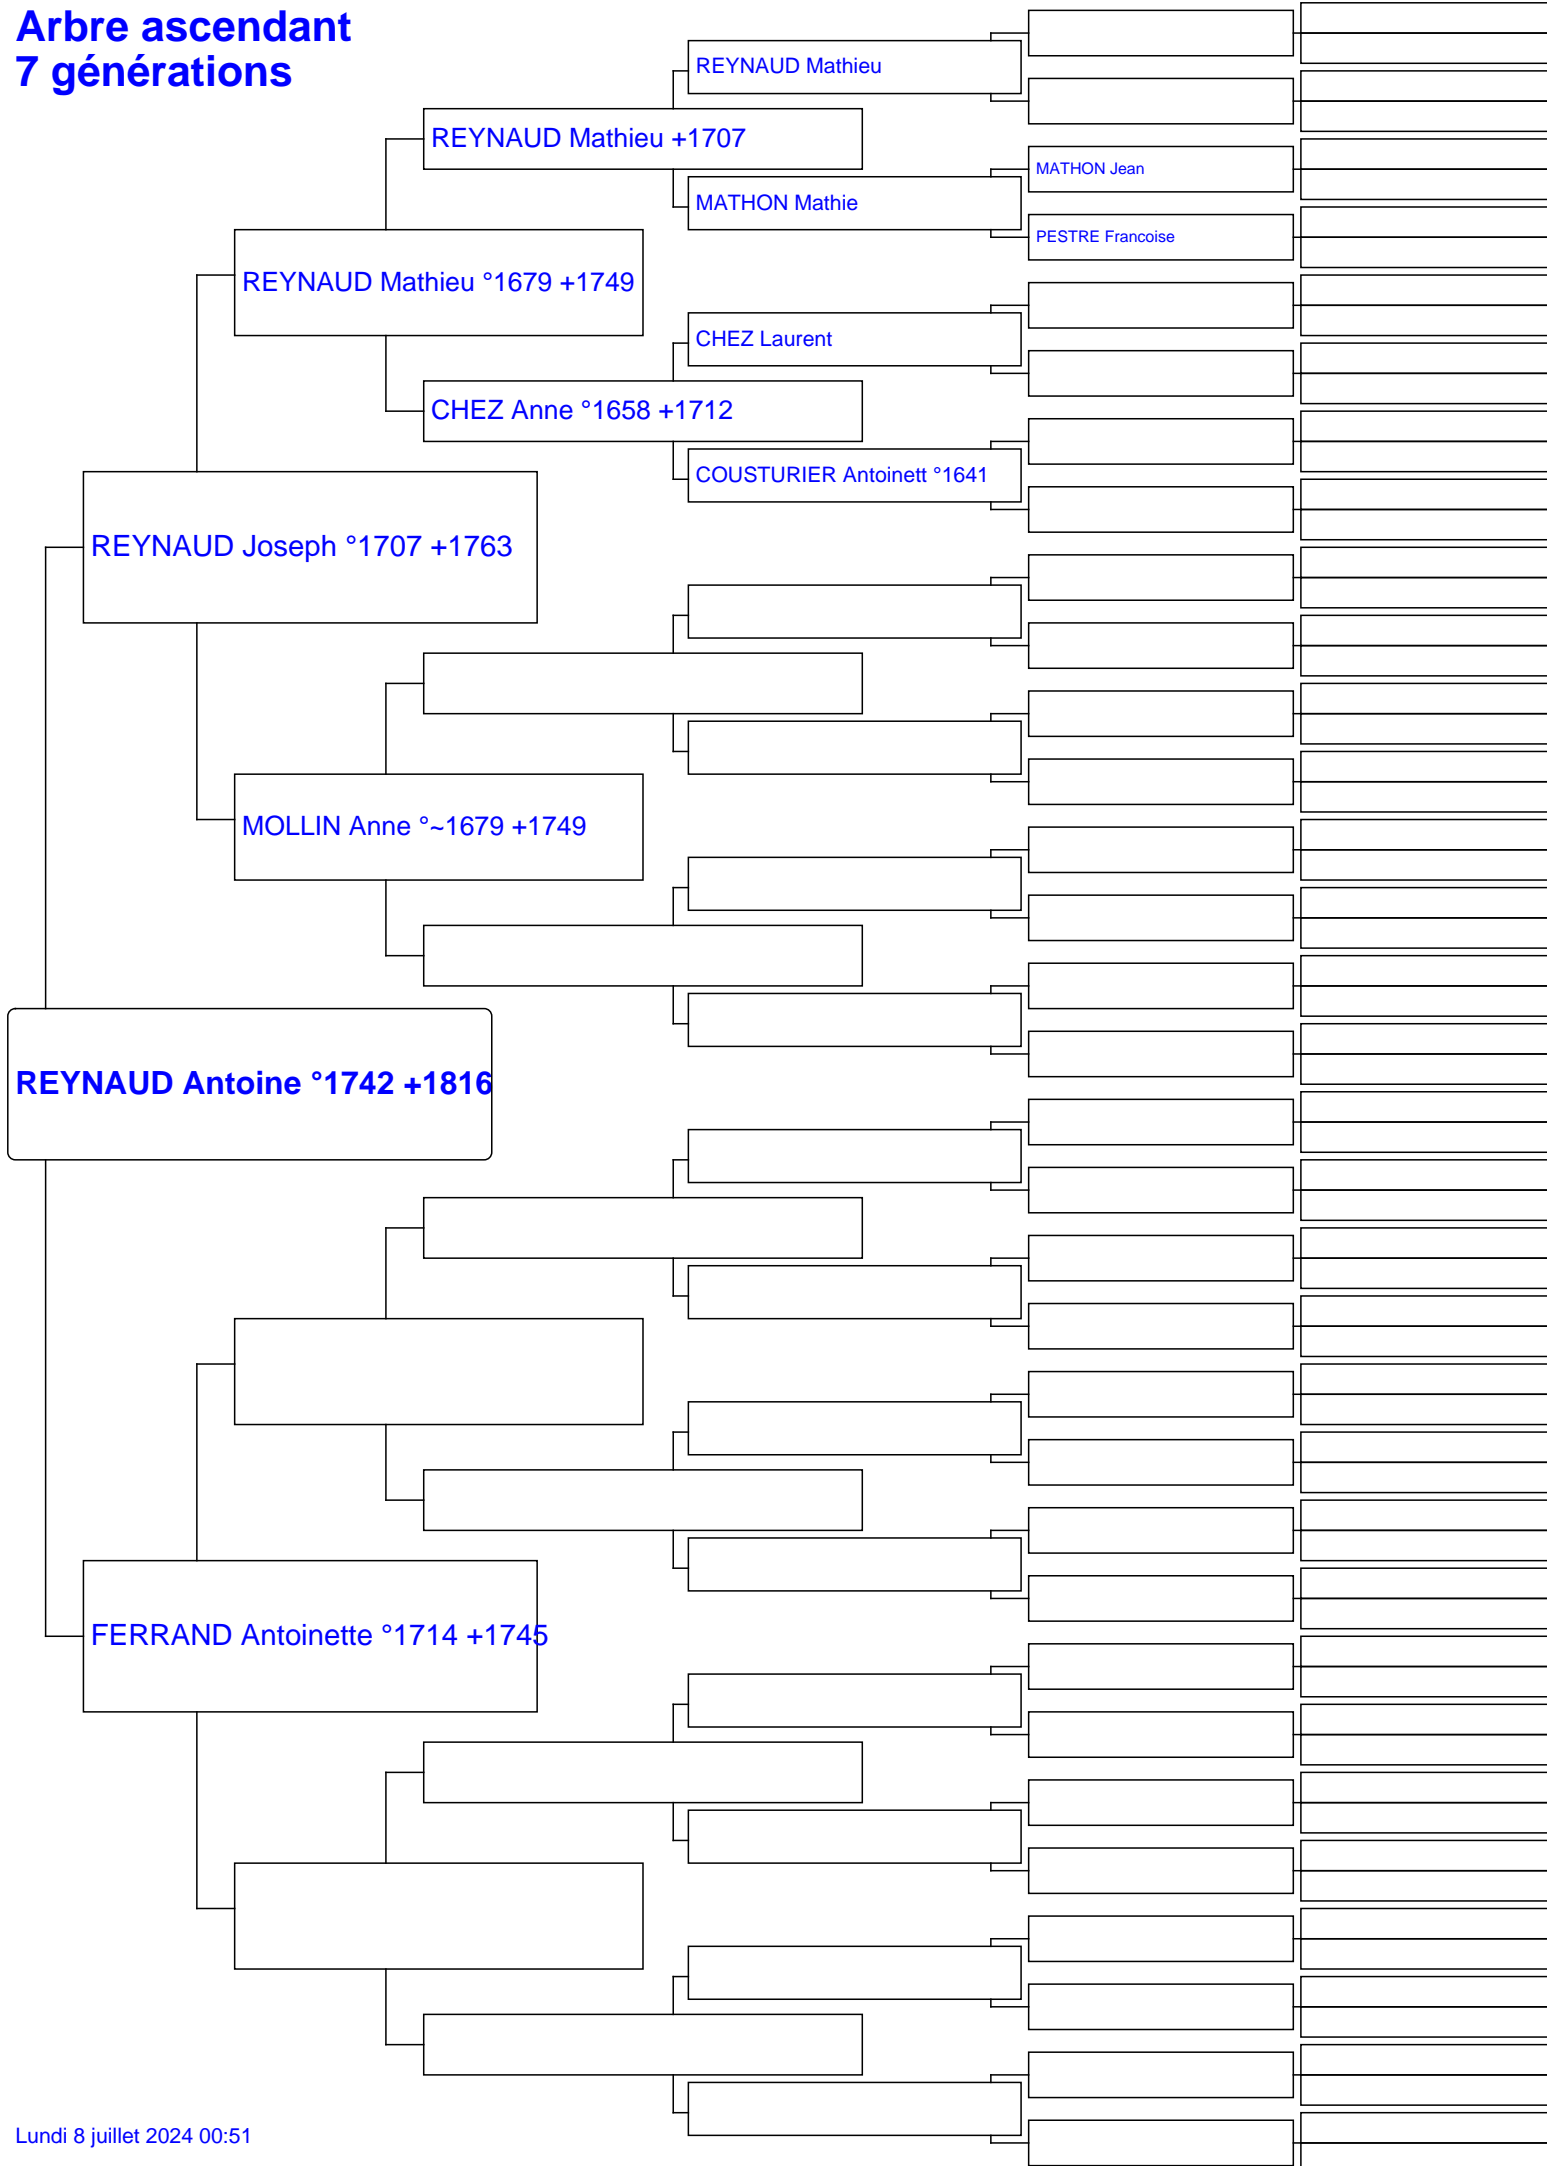 Arbre ascendant
7 générations
REYNAUD Mathieu
REYNAUD Mathieu +1707
MATHON Jean
MATHON Mathie
PESTRE Francoise
REYNAUD Mathieu °1679 +1749
CHEZ Laurent
CHEZ Anne °1658 +1712
COUSTURIER Antoinett °1641
REYNAUD Joseph °1707 +1763
MOLLIN Anne °~1679 +1749
REYNAUD Antoine °1742 +1816
FERRAND Antoinette °1714 +1745
Lundi 8 juillet 2024 00:51